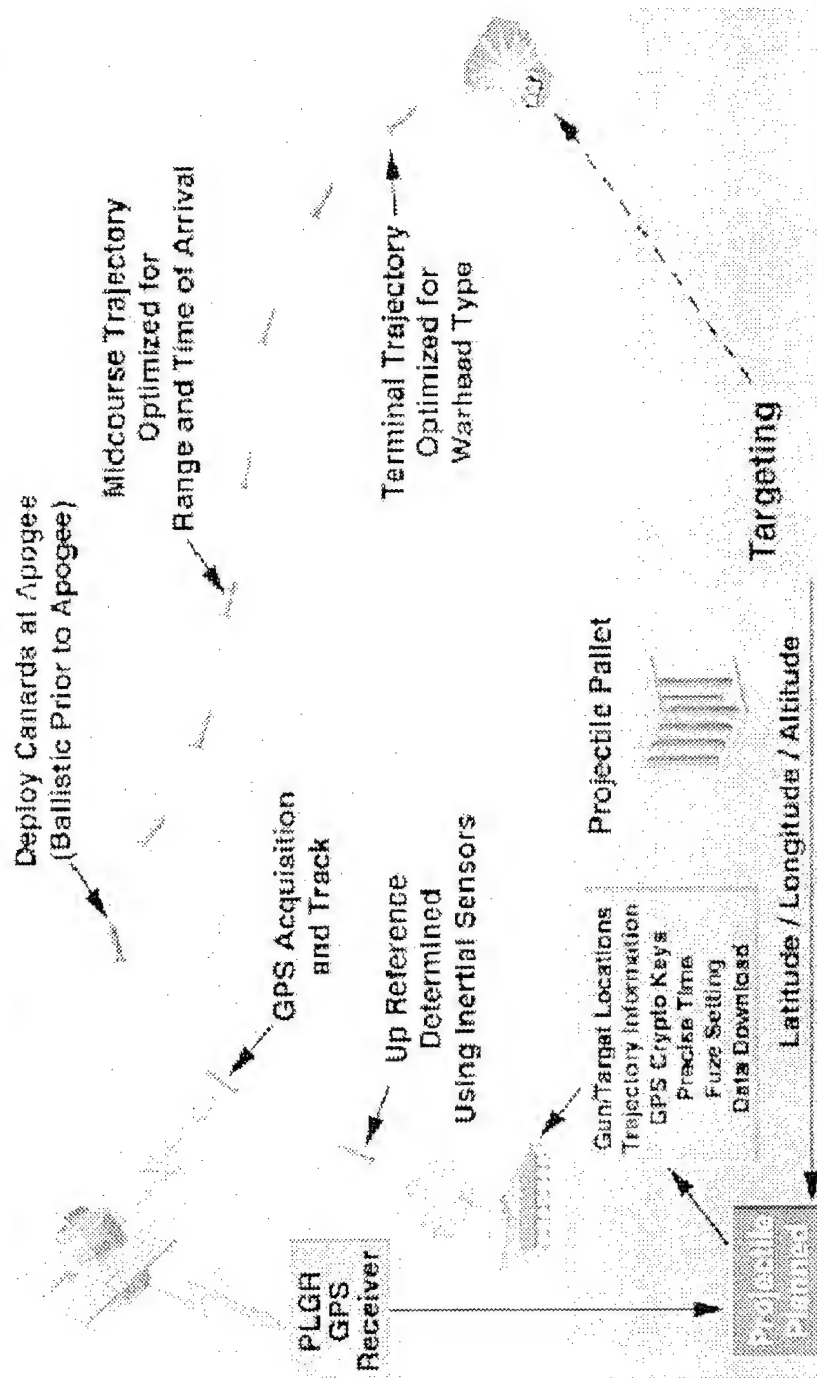 Deploy Canards at Apogee
(Ballistic Prior to Apogee)
Midcourse Trajectory
Optimized for
Range and Time of Arrival
GPS Acquisition
and Track
Terminal Trajectory
Optimized for
Warhead Type
PLGR
GPS
Receiver
Up Reference
Determined
Using Inertial Sensors
Gun/Target Locations
Trajectory Information
GPS Crypto Keys
Precise Time
Fuze Setting
Data Download
Projectile Pallet
Projectile
Planned
Targeting
Latitude / Longitude / Altitude